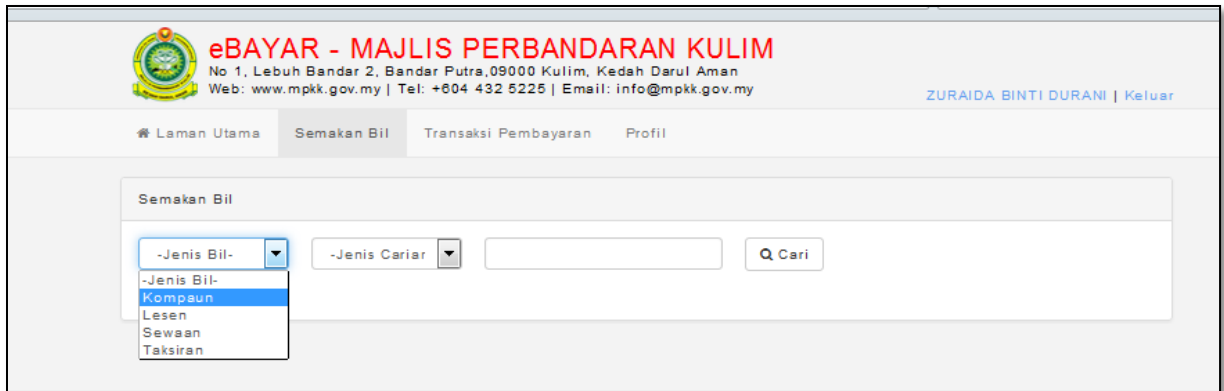 eBAYAR - MAJLIS PERBANDARAN KULIM
No 1, Lebuh Bandar 2, Bandar Putra,09000 Kulim, Kedah Darul Aman
Web: www.mpkk.gov.my | Tel: +604 432 5225 | Email: info@mpkk.gov.my
ZURAIDA BINTI DURANI | Keluar
Laman Utama Semakan Bil Transaksi Pembayaran Profil
Semakan Bil
-Jenis Bil- -Jenis Cariar Cari
-Jenis Bil-
Kompaun
Lesen
Sewaan
Taksiran